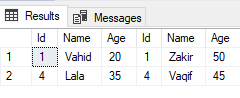 Results Messages
Id Name Age Id Name Age
1 1 Vahid 20 1 Zakir 50
2 4 Lala 35 4 Vaqif 45